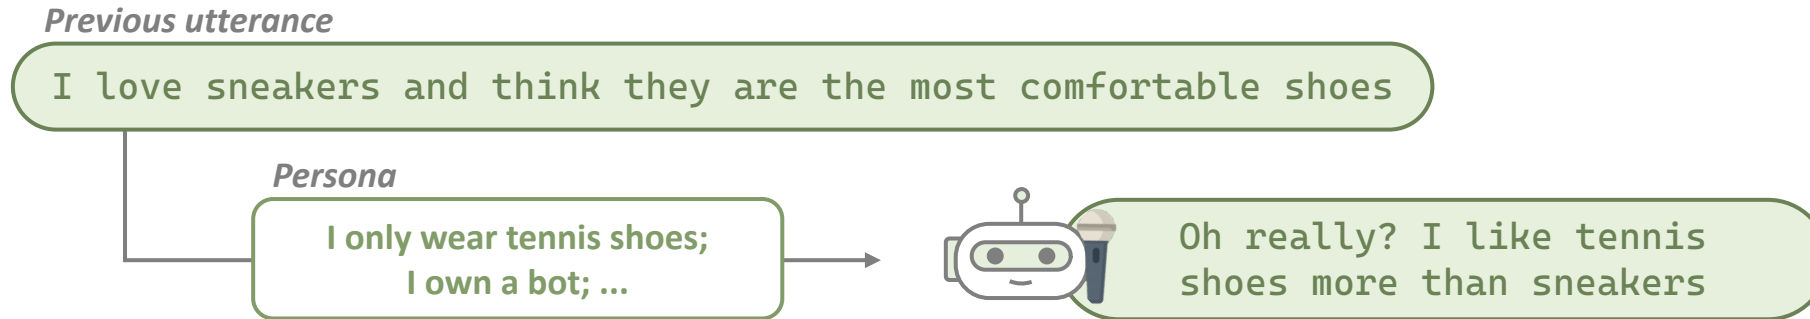 Previous utterance
I love sneakers and think they are the most comfortable shoes
Persona
I only wear tennis shoes;
I own a bot; ...
Oh really? I like tennis
shoes more than sneakers